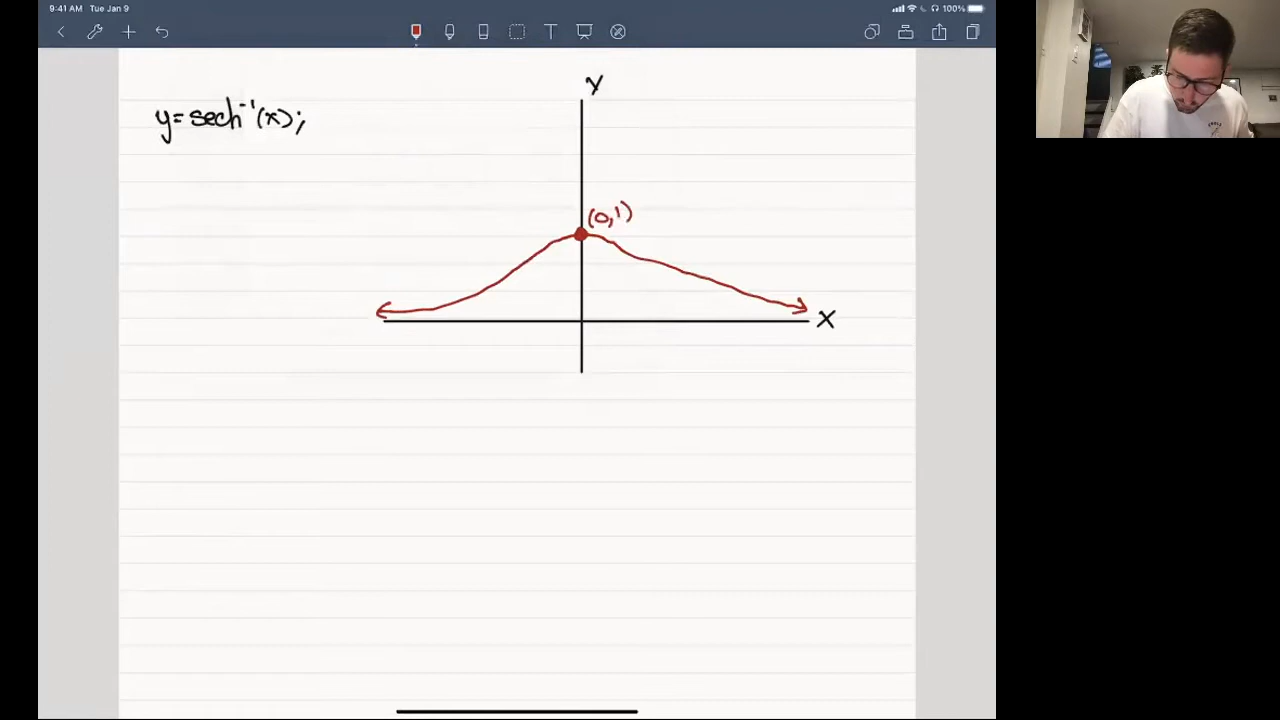 9:41 AM Tue Jan 9
100%
Y
y = sech⁻¹(x);
(0,1)
X